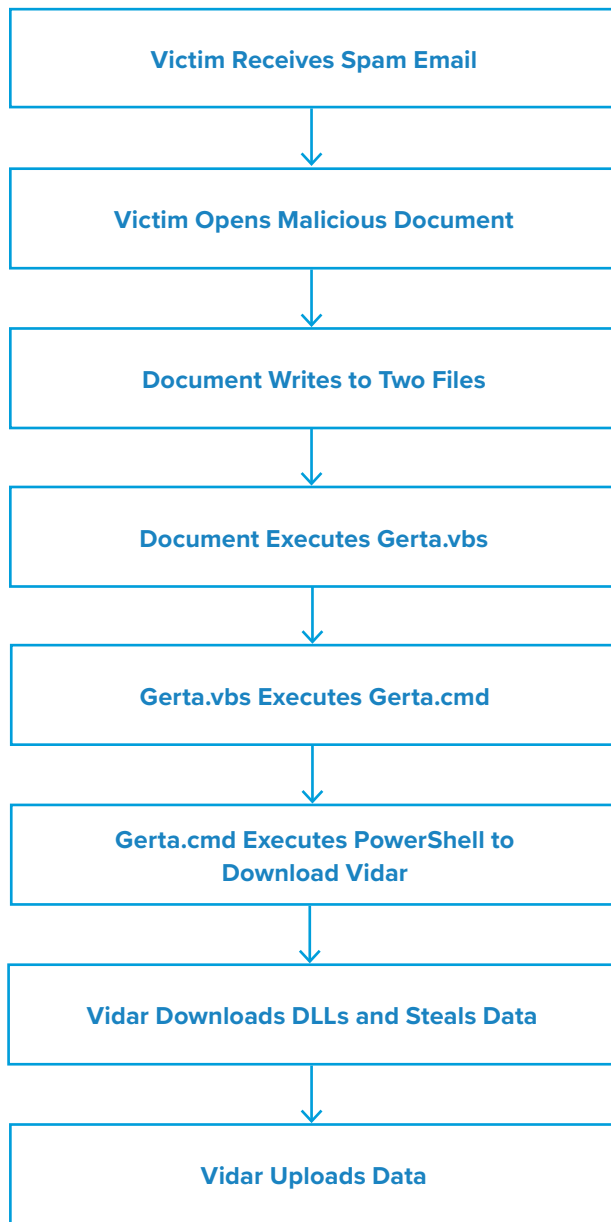 Victim Receives Spam Email
Victim Opens Malicious Document
Document Writes to Two Files
Document Executes Gerta.vbs
Gerta.vbs Executes Gerta.cmd
Gerta.cmd Executes PowerShell to
Download Vidar
Vidar Downloads DLLs and Steals Data
Vidar Uploads Data